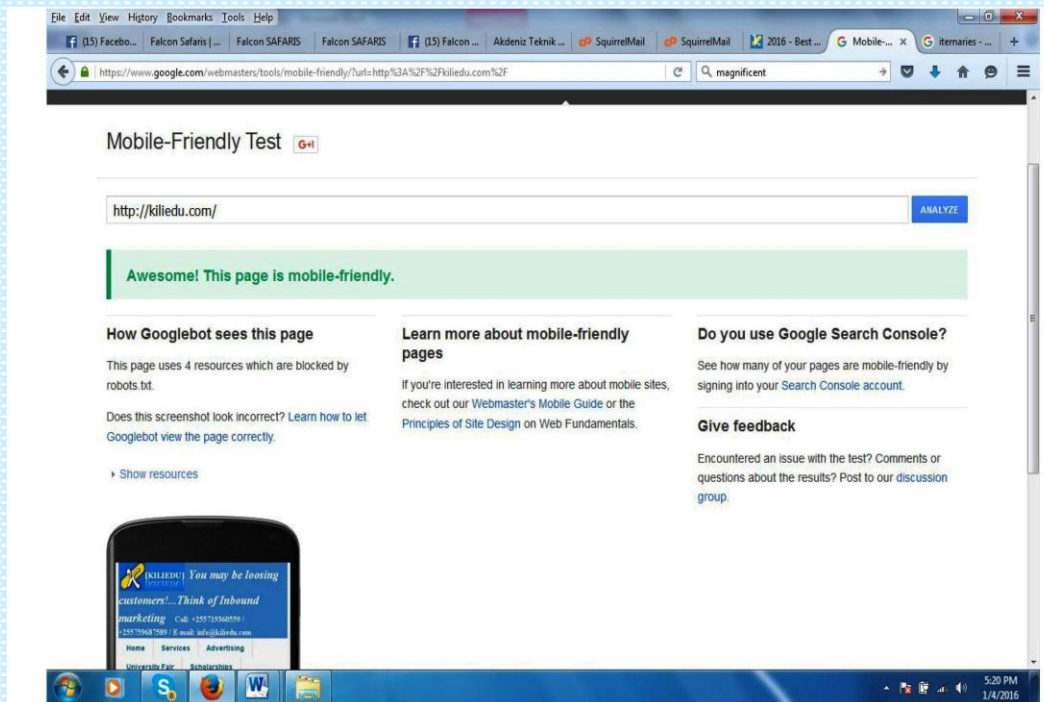 File Edit View History Bookmarks Tools Help
(15) Facebo... Falcon Safaris | ... Falcon SAFARIS Falcon SAFARIS (15) Falcon ... Akdeniz Teknik ... SquirrelMail SquirrelMail 2016 - Best ... Mobile-... × iternaries - ... +
https://www.google.com/webmasters/tools/mobile-friendly/?url=http%3A%2F%2Fkiliedu.com%2F magnificent
Mobile-Friendly Test G+1
http://kiliedu.com/ ANALYZE
Awesome! This page is mobile-friendly.
How Googlebot sees this page
This page uses 4 resources which are blocked by
robots.txt.
Does this screenshot look incorrect? Learn how to let
Googlebot view the page correctly.
Show resources
Learn more about mobile-friendly
pages
If you're interested in learning more about mobile sites,
check out our Webmaster's Mobile Guide or the
Principles of Site Design on Web Fundamentals.
Do you use Google Search Console?
See how many of your pages are mobile-friendly by
signing into your Search Console account.
Give feedback
Encountered an issue with the test? Comments or
questions about the results? Post to our discussion
group.
[KILIEDU] You may be loosing
customers!...Think of Inbound
marketing Call: +255719360559 /
+255759687589 / E-mail: info@kiliedu.com
Home Services Advertising
University Fair Scholarships
5:20 PM
1/4/2016